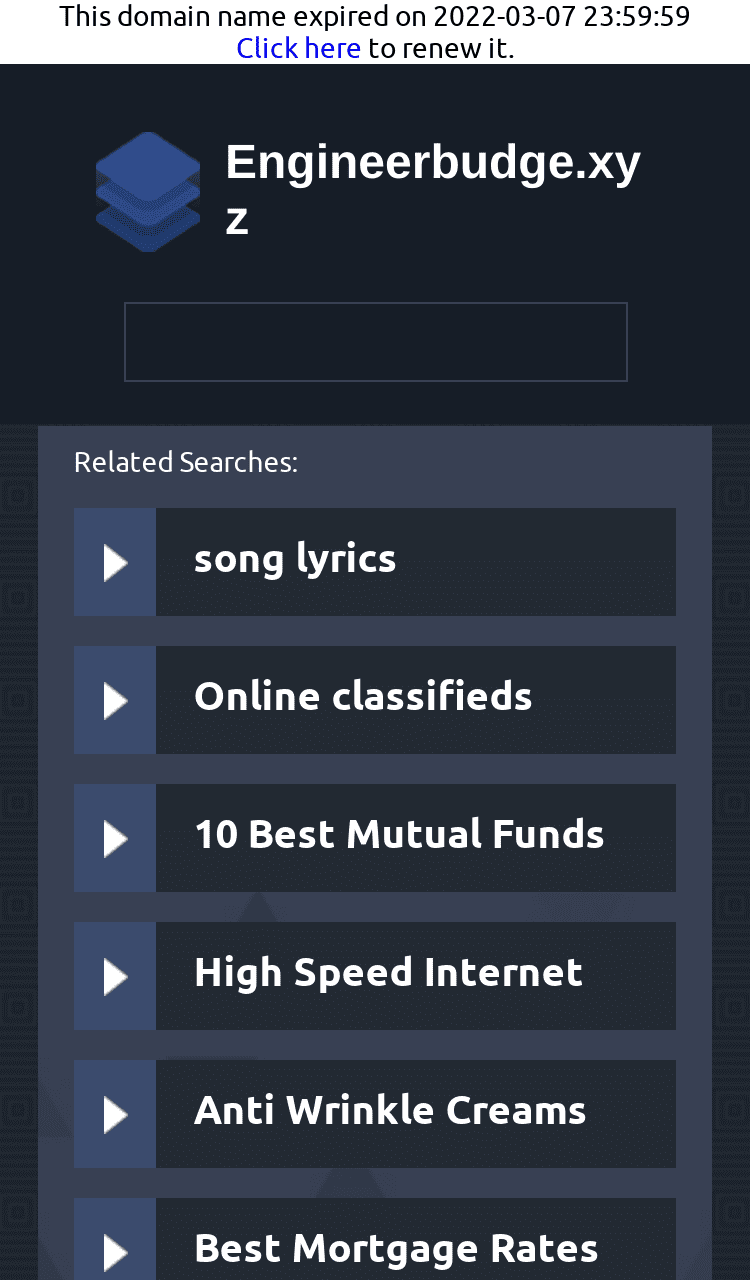 This domain name expired on 2022-03-07 23:59:59
Click here to renew it.
Engineerbudge.xy
z
Related Searches:
song lyrics
Online classifieds
10 Best Mutual Funds
High Speed Internet
Anti Wrinkle Creams
Best Mortgage Rates